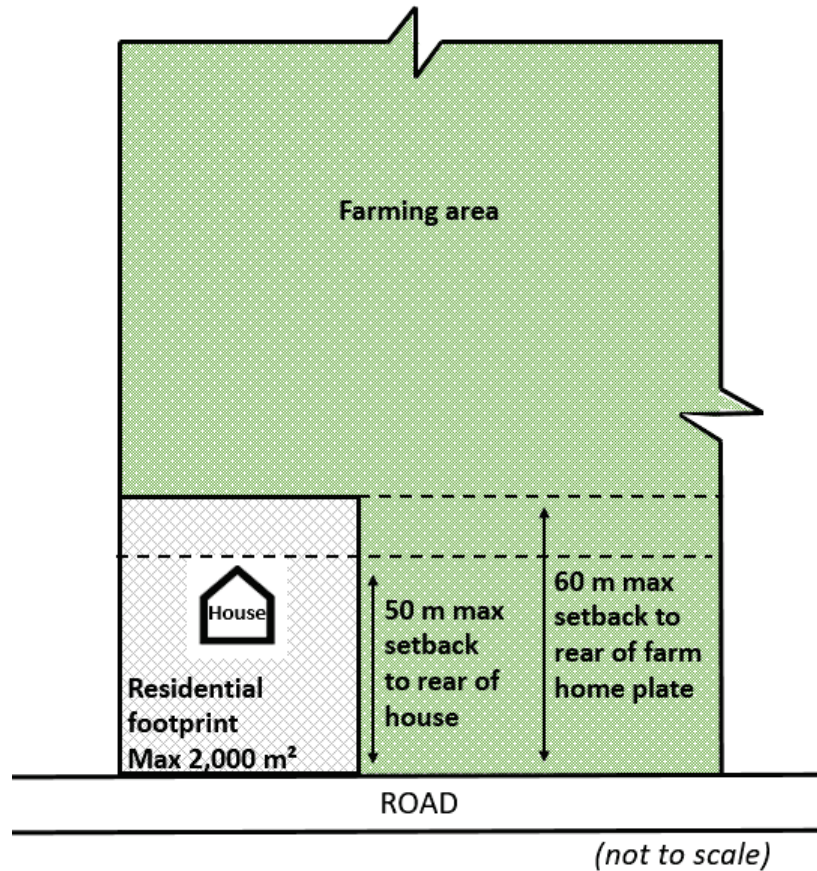 Farming area
House
50 m max
setback
to rear of
house
60 m max
setback to
rear of farm
home plate
Residential
footprint
Max 2,000 m²
ROAD
(not to scale)